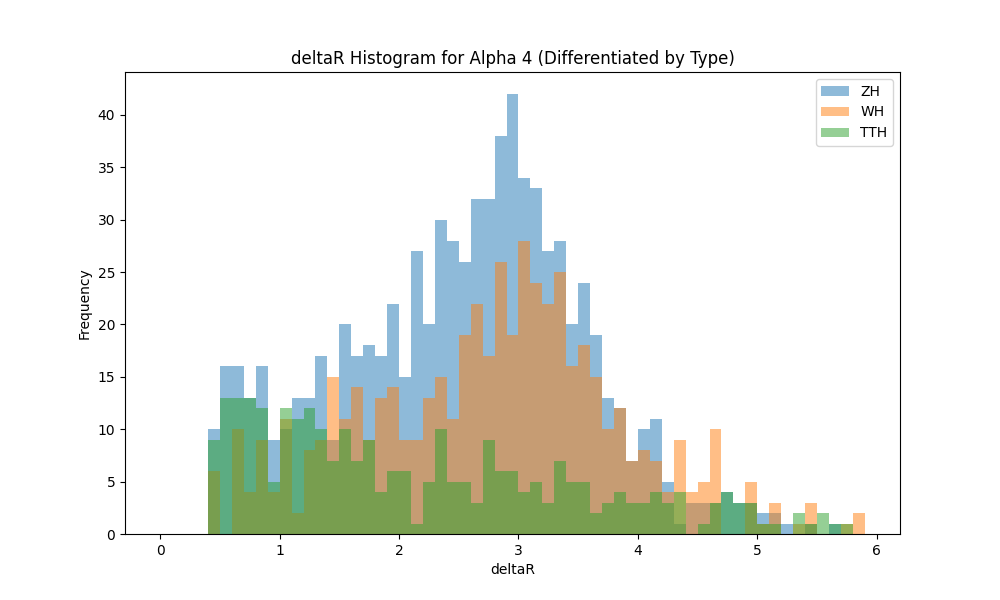 deltaR Histogram for Alpha 4 (Differentiated by Type)
ZH
WH
TTH
Frequency
40
35
30
25
20
15
10
5
0
0 1 2 3 4 5 6
deltaR